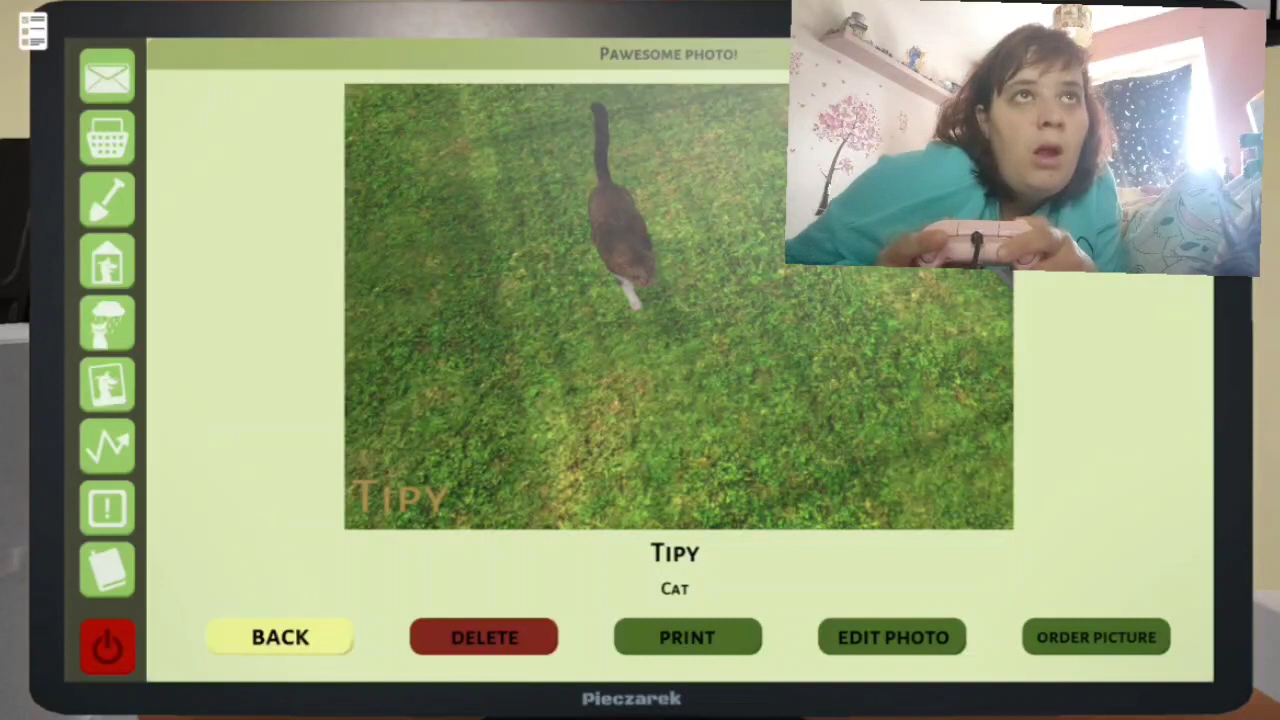 PAWESOME PHOTO!
TIPY
TIPY
CAT
BACK
DELETE
PRINT
EDIT PHOTO
ORDER PICTURE
Pieczarek